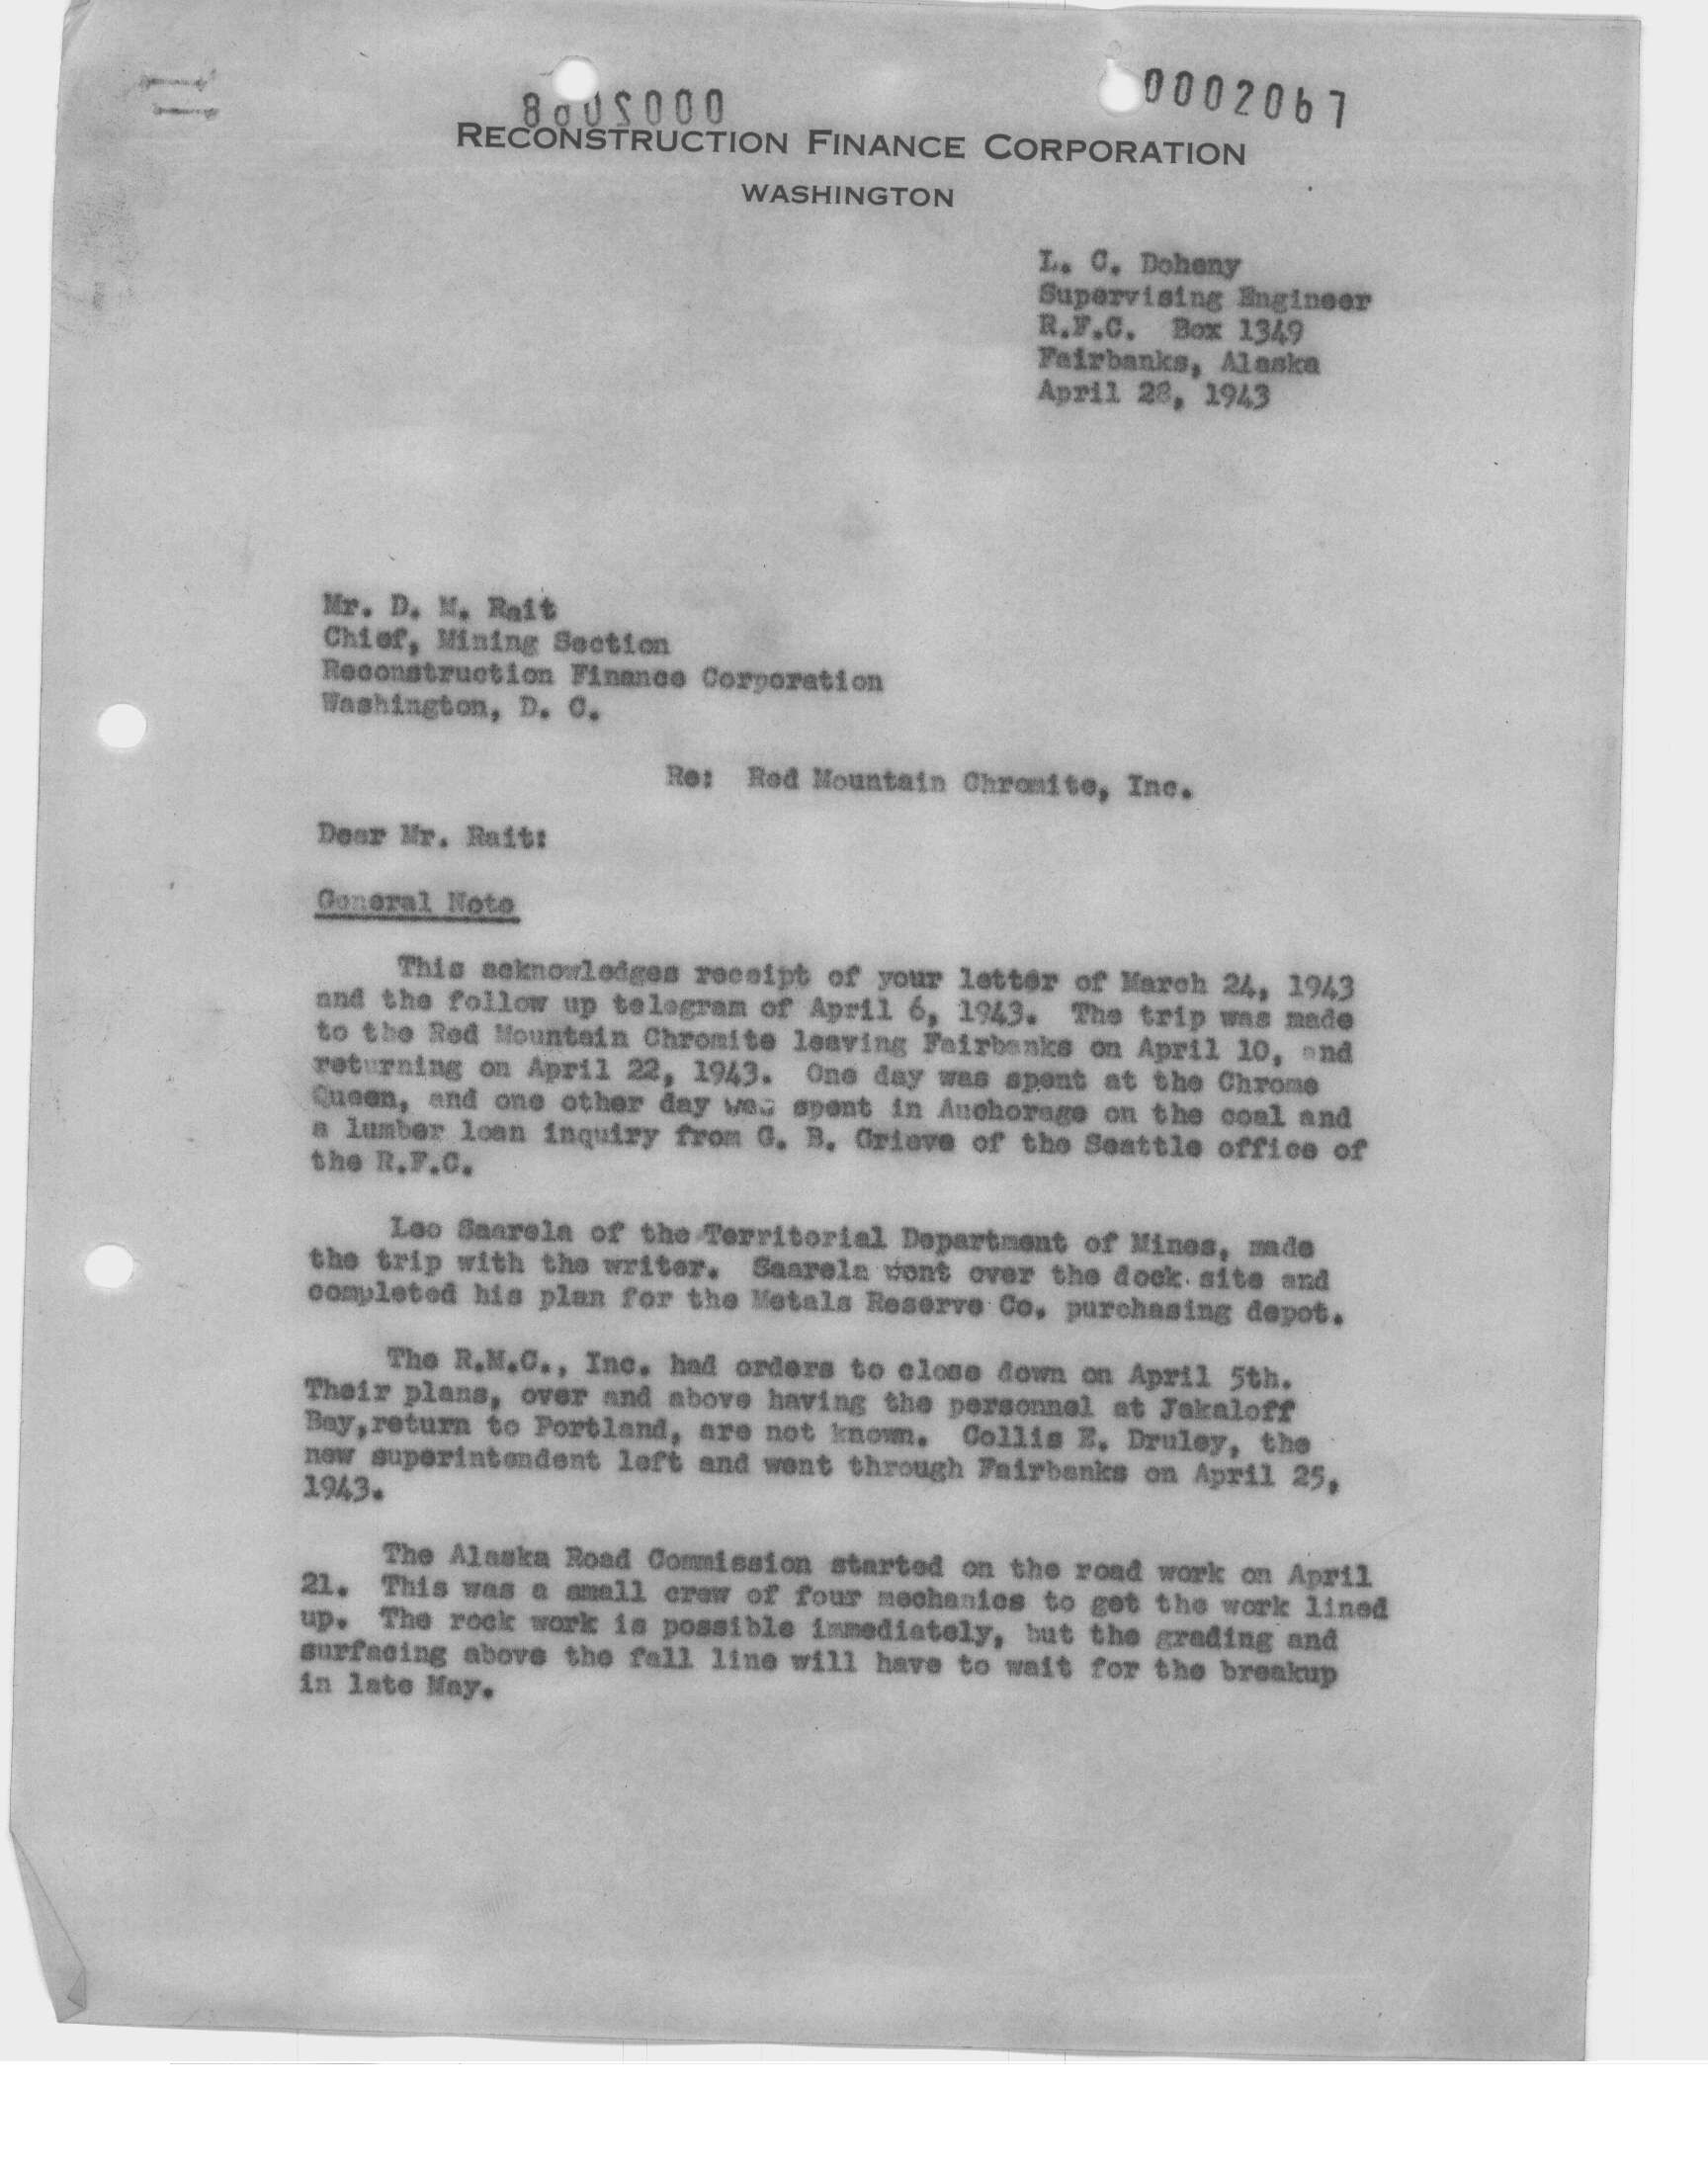 0002067
0002068
RECONSTRUCTION FINANCE CORPORATION
WASHINGTON
L. C. Doheny
Supervising Engineer
R.F.C. Box 1349
Fairbanks, Alaska
April 28, 1943
Mr. D. M. Rait
Chief, Mining Section
Reconstruction Finance Corporation
Washington, D. C.
Re: Red Mountain Chromite, Inc.
Dear Mr. Rait:
General Note
This acknowledges receipt of your letter of March 24, 1943
and the follow up telegram of April 6, 1943. The trip was made
to the Red Mountain Chromite leaving Fairbanks on April 10, and
returning on April 22, 1943. One day was spent at the Chrome
Queen, and one other day was spent in Anchorage on the coal and
a lumber loan inquiry from G. B. Grieve of the Seattle office of
the R.F.C.
Leo Saarela of the Territorial Department of Mines, made
the trip with the writer. Saarela went over the dock site and
completed his plan for the Metals Reserve Co. purchasing depot.
The R.M.C., Inc. had orders to close down on April 5th.
Their plans, over and above having the personnel at Jakaloff
Bay,return to Portland, are not known. Collis E. Druley, the
new superintendent left and went through Fairbanks on April 25,
1943.
The Alaska Road Commission started on the road work on April
21. This was a small crew of four mechanics to get the work lined
up. The rock work is possible immediately, but the grading and
surfacing above the fall line will have to wait for the breakup
in late May.